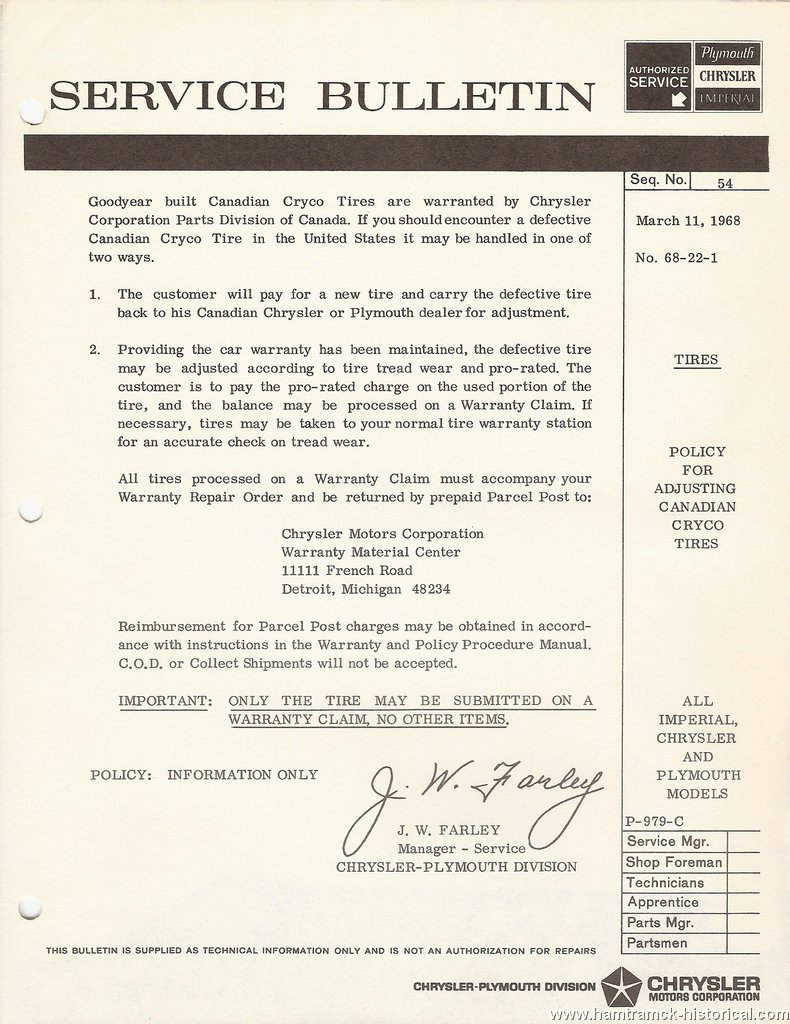 SERVICE BULLETIN
AUTHORIZED
SERVICE
Plymouth
CHRYSLER
IMPERIAL
Seq. No. 54
March 11, 1968
No. 68-22-1
TIRES
POLICY
FOR
ADJUSTING
CANADIAN
CRYCO
TIRES
ALL
IMPERIAL,
CHRYSLER
AND
PLYMOUTH
MODELS
Goodyear built Canadian Cryco Tires are warranted by Chrysler
Corporation Parts Division of Canada. If you should encounter a defective
Canadian Cryco Tire in the United States it may be handled in one of
two ways.
1. The customer will pay for a new tire and carry the defective tire
back to his Canadian Chrysler or Plymouth dealer for adjustment.
2. Providing the car warranty has been maintained, the defective tire
may be adjusted according to tire tread wear and pro-rated. The
customer is to pay the pro-rated charge on the used portion of the
tire, and the balance may be processed on a Warranty Claim. If
necessary, tires may be taken to your normal tire warranty station
for an accurate check on tread wear.
All tires processed on a Warranty Claim must accompany your
Warranty Repair Order and be returned by prepaid Parcel Post to:
Chrysler Motors Corporation
Warranty Material Center
11111 French Road
Detroit, Michigan 48234
Reimbursement for Parcel Post charges may be obtained in accord-
ance with instructions in the Warranty and Policy Procedure Manual.
C.O.D. or Collect Shipments will not be accepted.
IMPORTANT: ONLY THE TIRE MAY BE SUBMITTED ON A
WARRANTY CLAIM, NO OTHER ITEMS.
POLICY: INFORMATION ONLY
J. W. Farley
J. W. FARLEY
Manager - Service
CHRYSLER-PLYMOUTH DIVISION
P-979-C
Service Mgr.
Shop Foreman
Technicians
Apprentice
Parts Mgr.
Partsmen
THIS BULLETIN IS SUPPLIED AS TECHNICAL INFORMATION ONLY AND IS NOT AN AUTHORIZATION FOR REPAIRS
CHRYSLER-PLYMOUTH DIVISION
CHRYSLER
MOTORS CORPORATION
www.hamtramck-historical.com